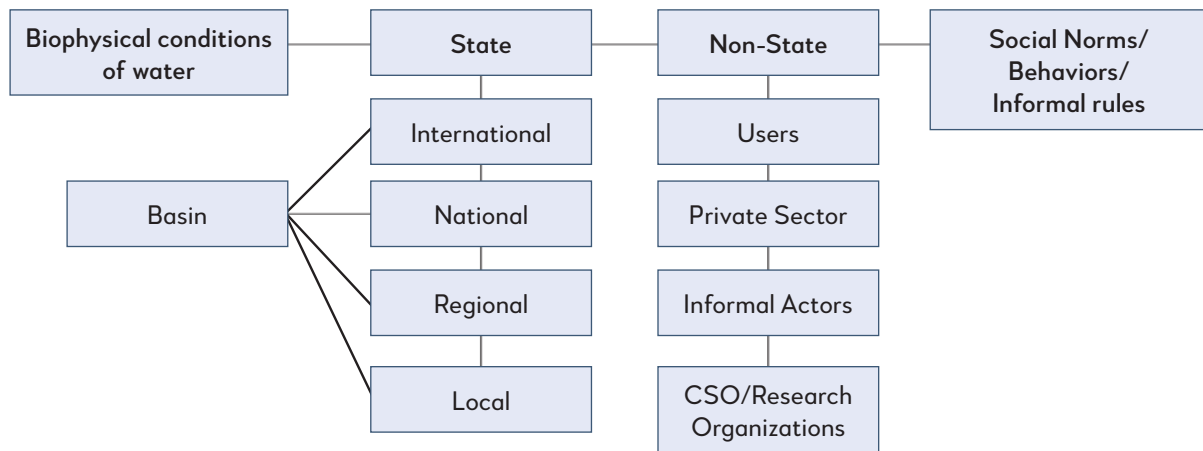 Biophysical conditions
of water
State
Non-State
Social Norms/
Behaviors/
Informal rules
International
Users
Basin
National
Private Sector
Regional
Informal Actors
Local
CSO/Research
Organizations